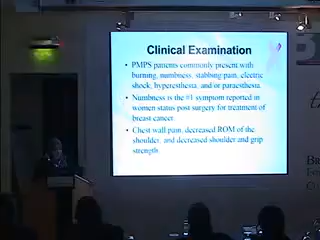 Clinical Examination
• PMPS patients commonly present with
burning, numbness, stabbing pain, electric
shock, hyperesthesia, and/or paraesthesia.
• Numbness is the #1 symptom reported in
women status post surgery for treatment of
breast cancer.
• Chest wall pain, decreased ROM of the
shoulder, and decreased shoulder and grip
strength.